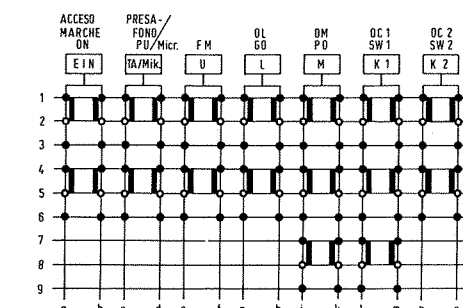 ACCESO PRESA-/
MARCHE FONO OL OM OC 1 OC 2
ON PU/Micr. FM GO PO SW 1 SW 2
EIN TA/Mik. U L M K 1 K 2
1
2
3
4
5
6
7
8
9